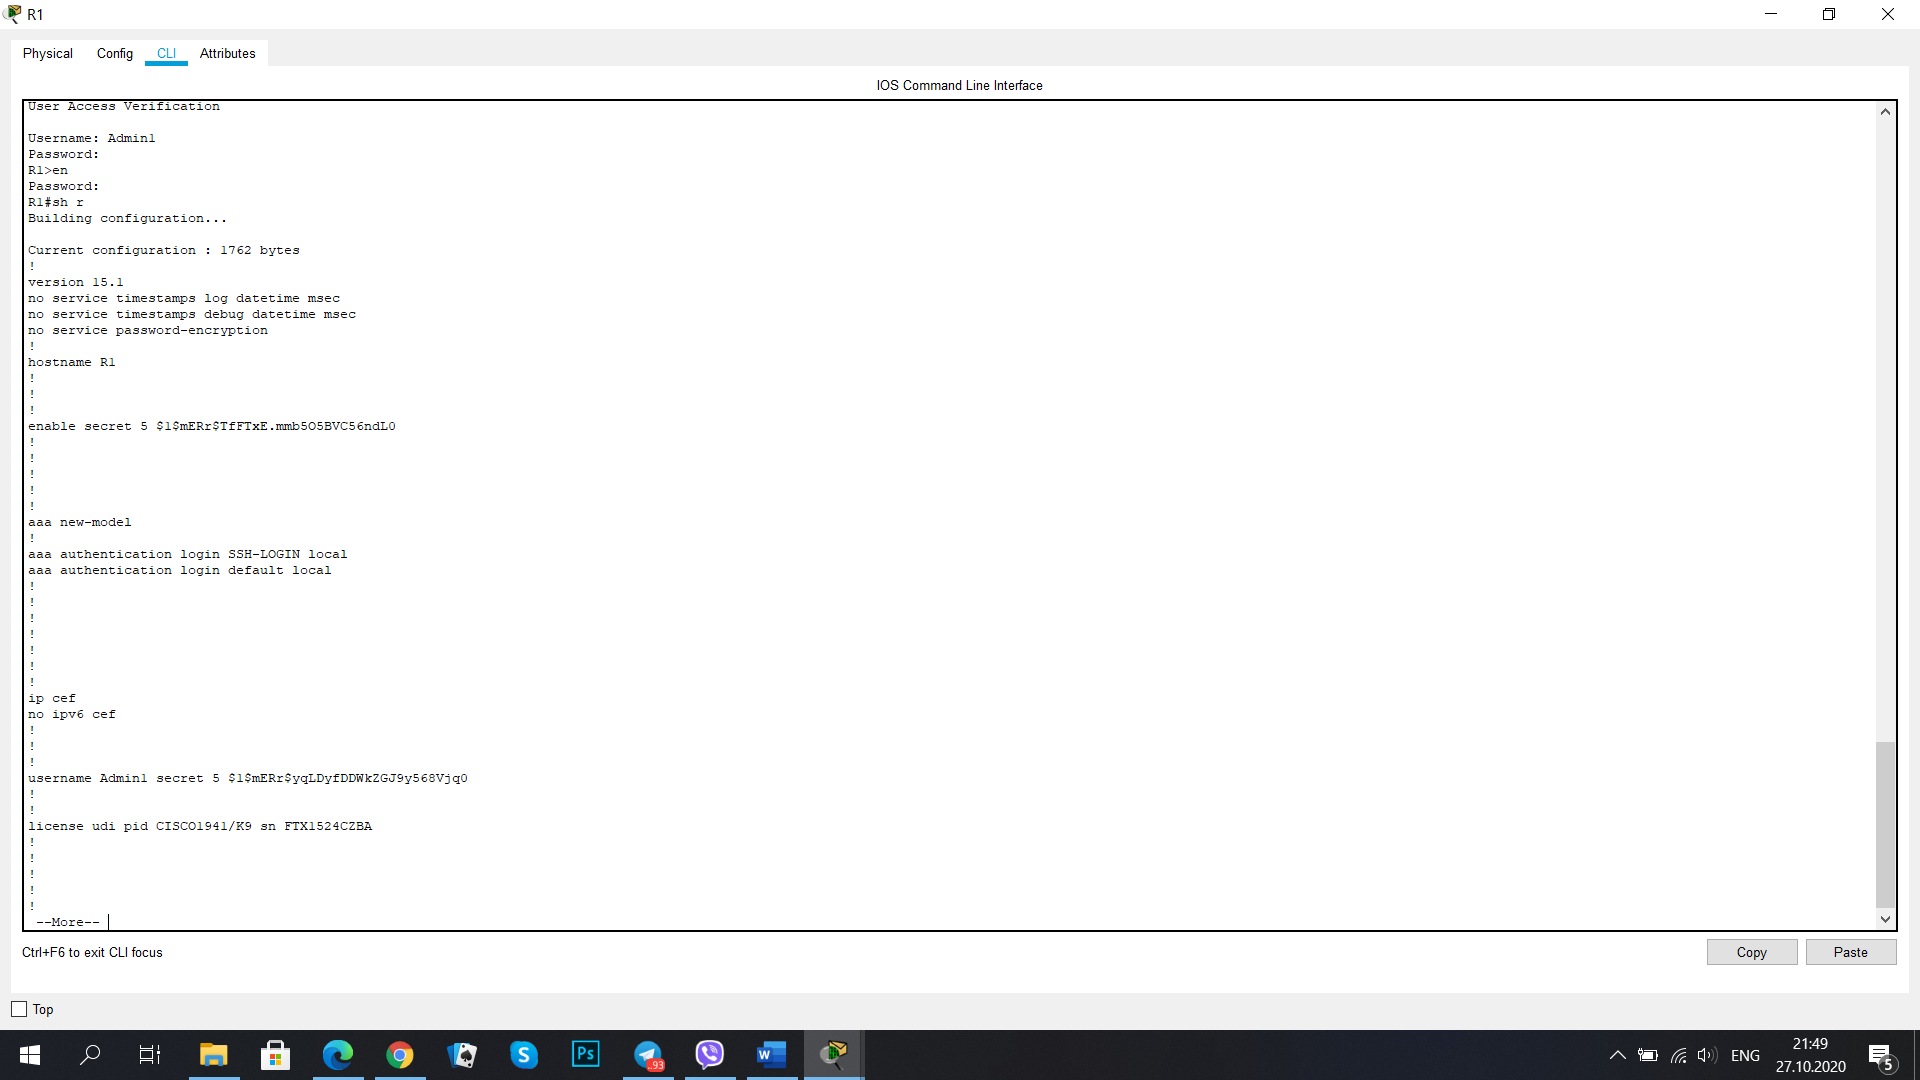 R1
Physical Config CLI Attributes
IOS Command Line Interface
User Access Verification
Username: Admin1
Password:
R1>en
Password:
R1#sh r
Building configuration...
Current configuration : 1762 bytes
!
version 15.1
no service timestamps log datetime msec
no service timestamps debug datetime msec
no service password-encryption
!
hostname R1
!
!
!
enable secret 5 $1$mERr$TfFTxE.mmb5O5BVC56ndL0
!
!
!
!
!
aaa new-model
!
aaa authentication login SSH-LOGIN local
aaa authentication login default local
!
!
!
!
!
!
!
ip cef
no ipv6 cef
!
!
!
username Admin1 secret 5 $1$mERr$yqLDyfDDWkZGJ9y568Vjq0
!
!
license udi pid CISCO1941/K9 sn FTX1524CZBA
!
!
!
!
!
--More--
Ctrl+F6 to exit CLI focus
Copy Paste
Top
S Ps ..93 W ENG 21:49 5
27.10.2020